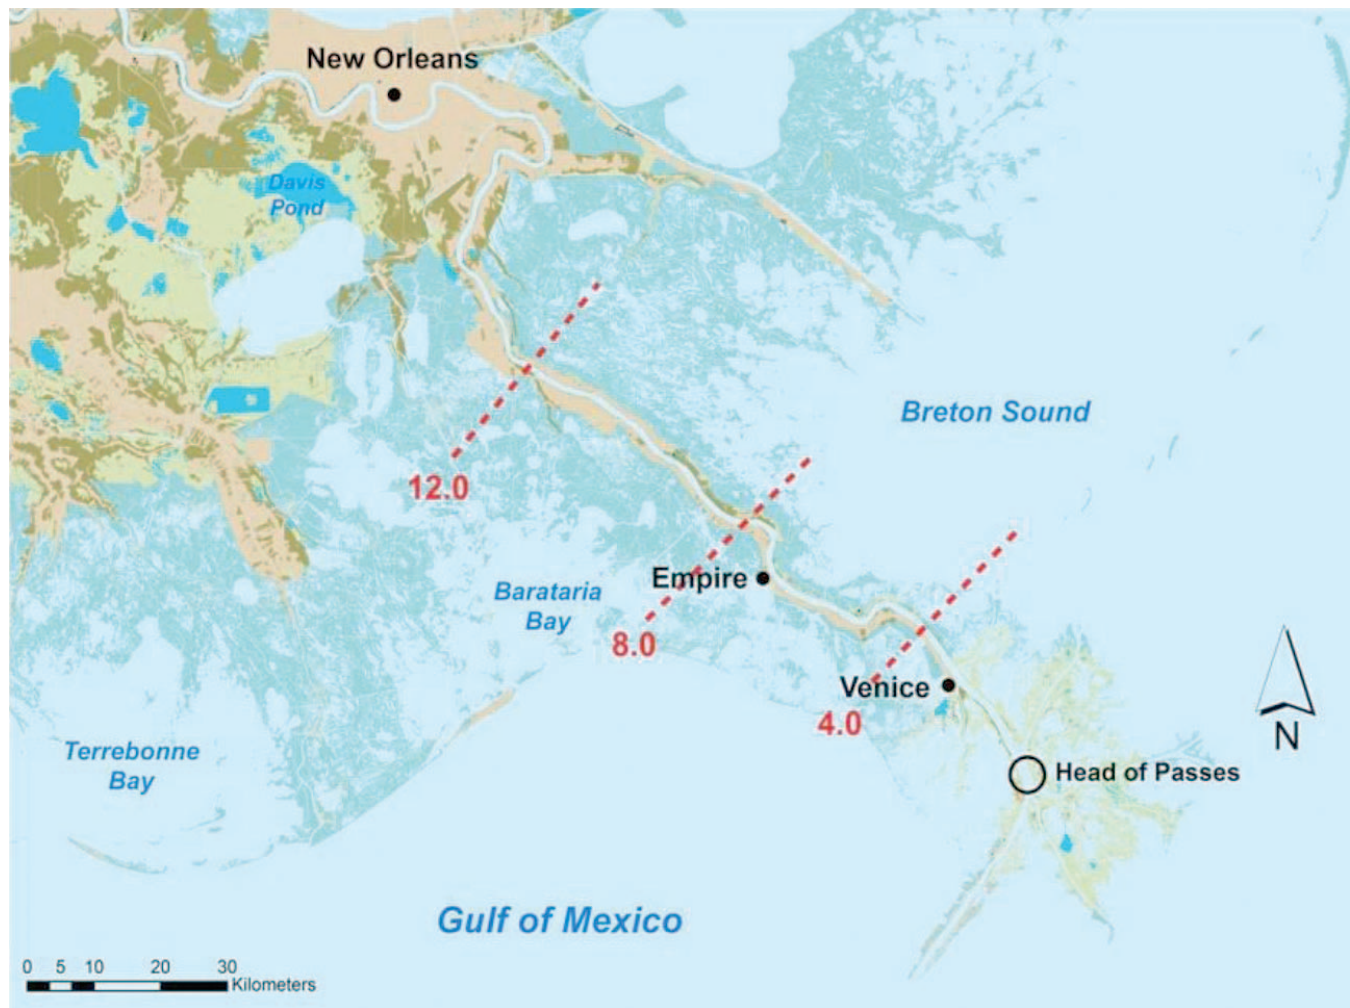 New Orleans
Davis
Pond
Breton Sound
12.0
Empire
Barataria
Bay
8.0
Venice
4.0
Terrebonne
Bay
N
Head of Passes
Gulf of Mexico
0 5 10 20 30
Kilometers